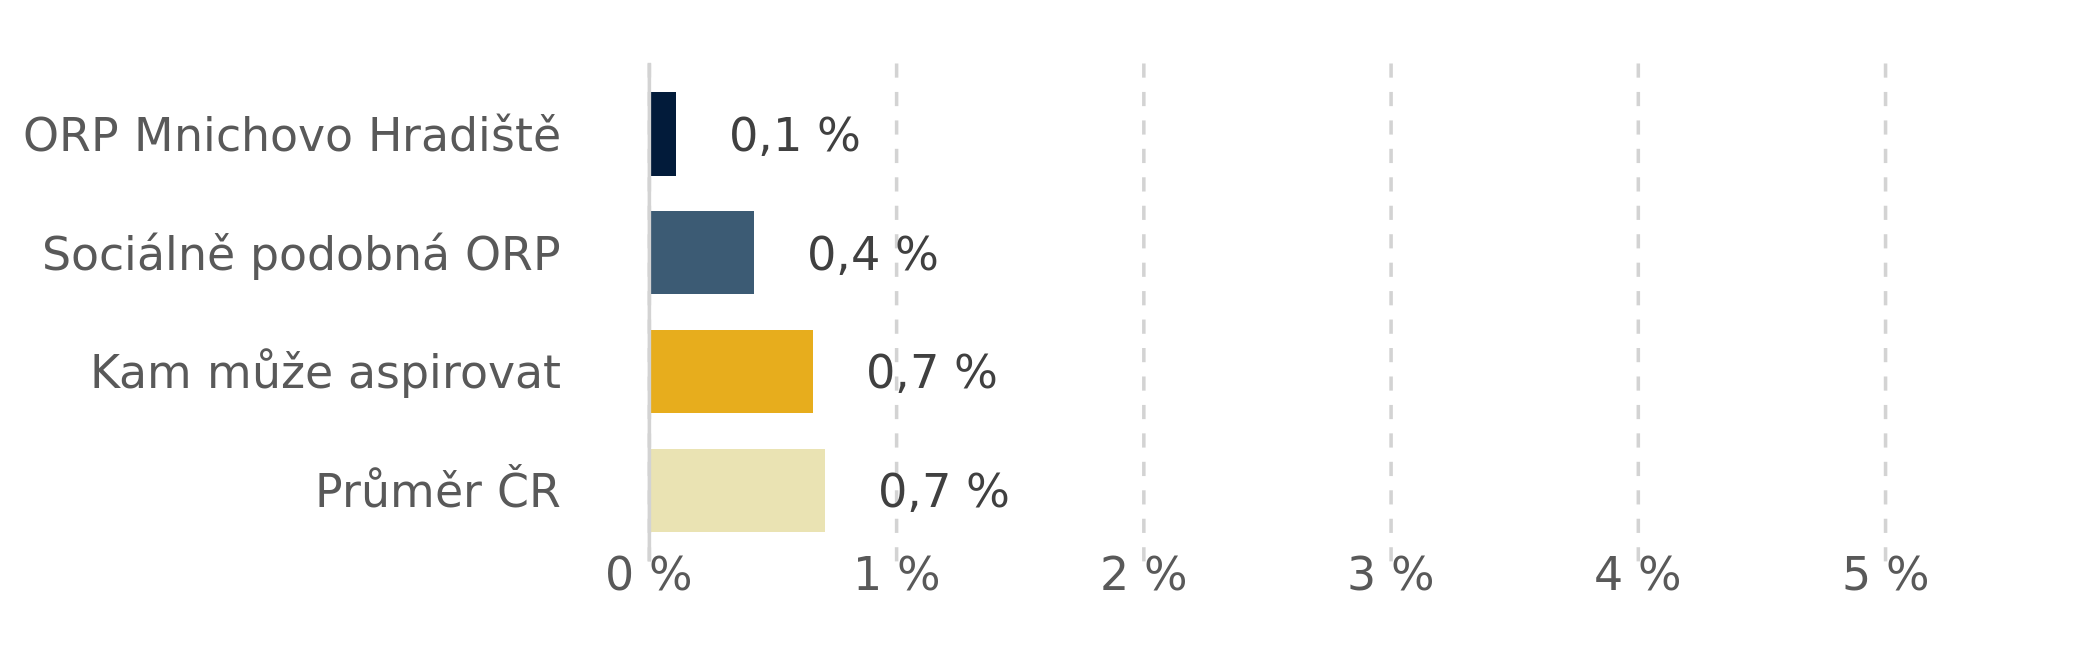 ORP Mnichovo Hradiště 0,1 %
Sociálně podobná ORP 0,4 %
Kam může aspirovat 0,7 %
Průměr ČR 0,7 %
0 % 1 % 2 % 3 % 4 % 5 %